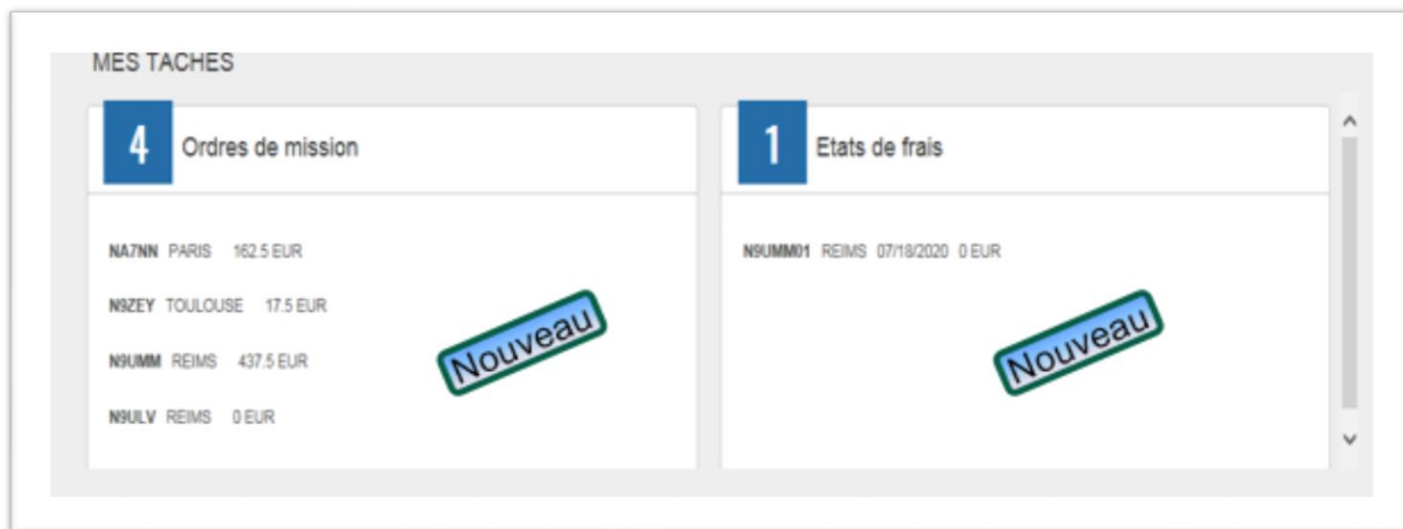 MES TACHES
4 Ordres de mission
NA7NN PARIS 162.5 EUR
N9ZEY TOULOUSE 17.5 EUR
N9UMM REIMS 437.5 EUR
N9ULV REIMS 0 EUR
Nouveau
1 Etats de frais
N9UMM01 REIMS 07/18/2020 0 EUR
Nouveau